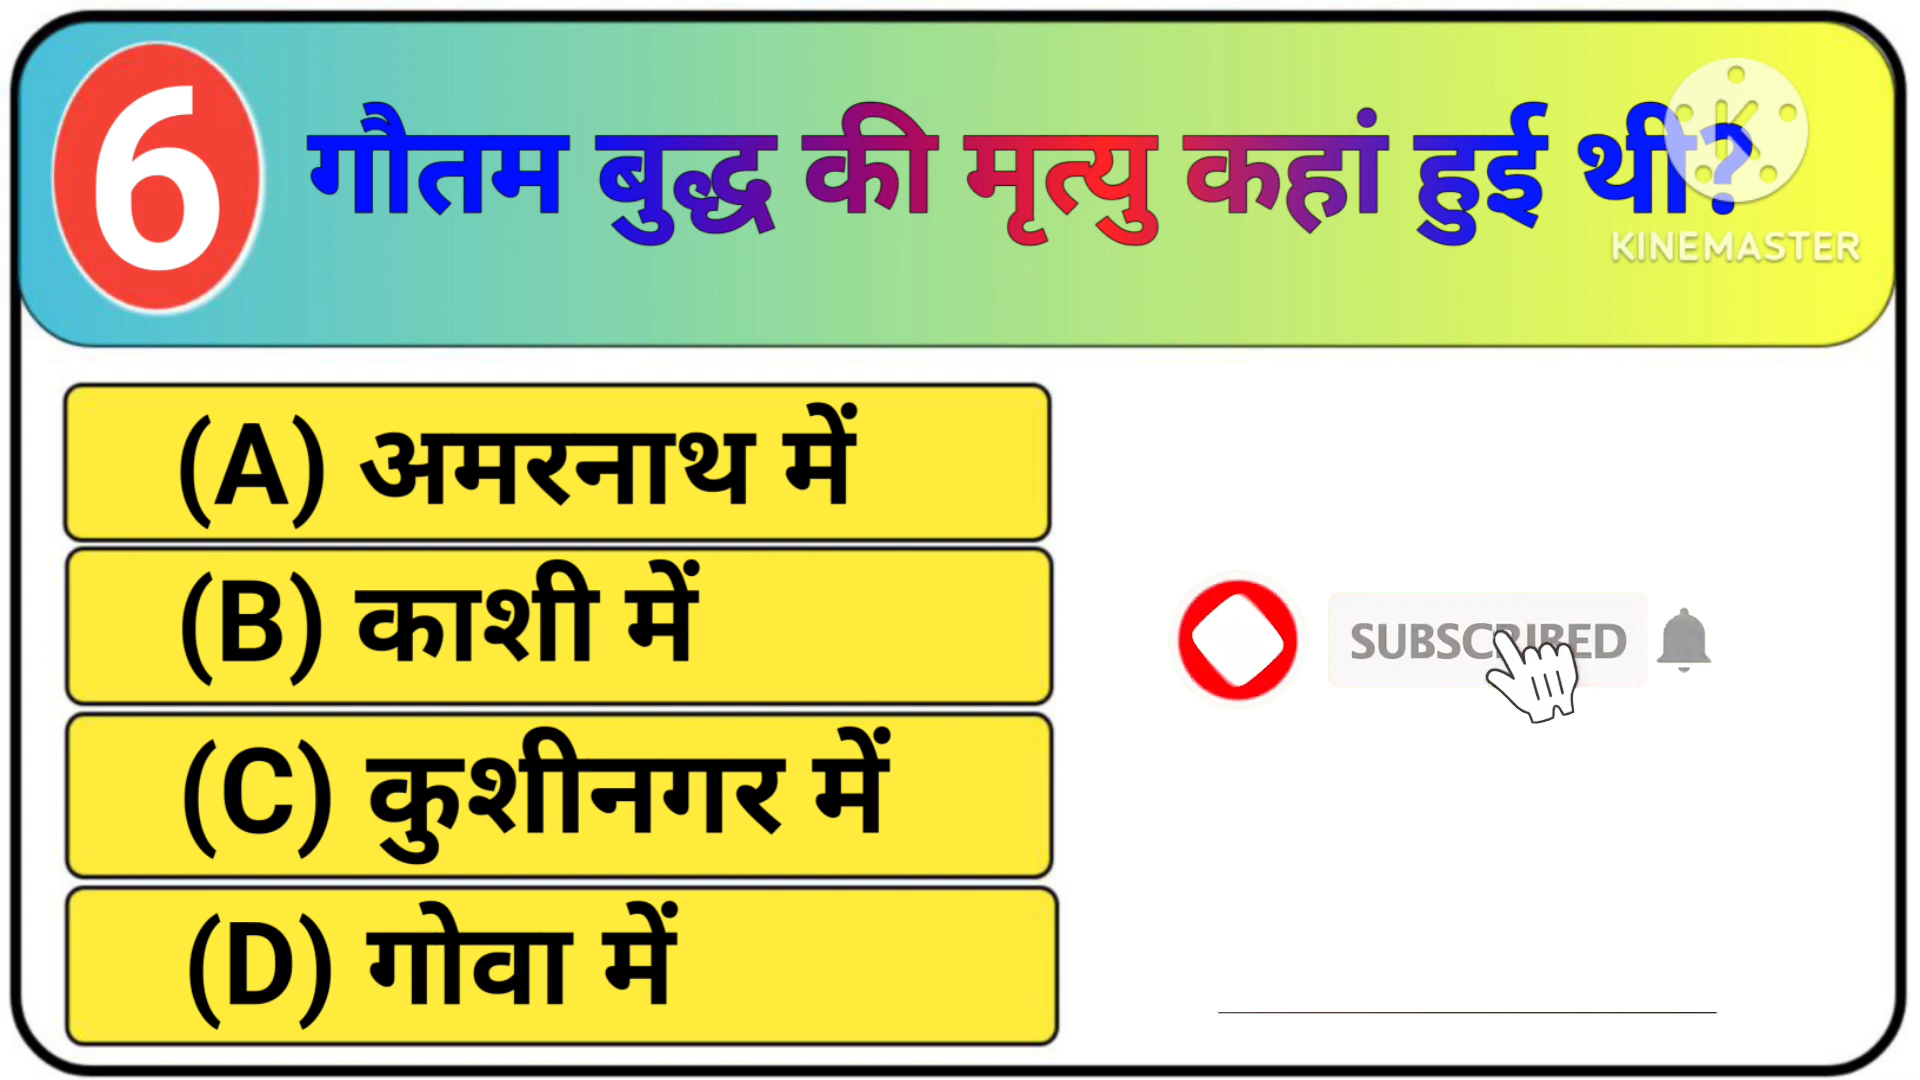 6
गौतम बुद्ध की मृत्यु कहां हुई थी?
KINEMASTER
(A) अमरनाथ में
(B) काशी में
(C) कुशीनगर में
(D) गोवा में
SUBSCRIBED